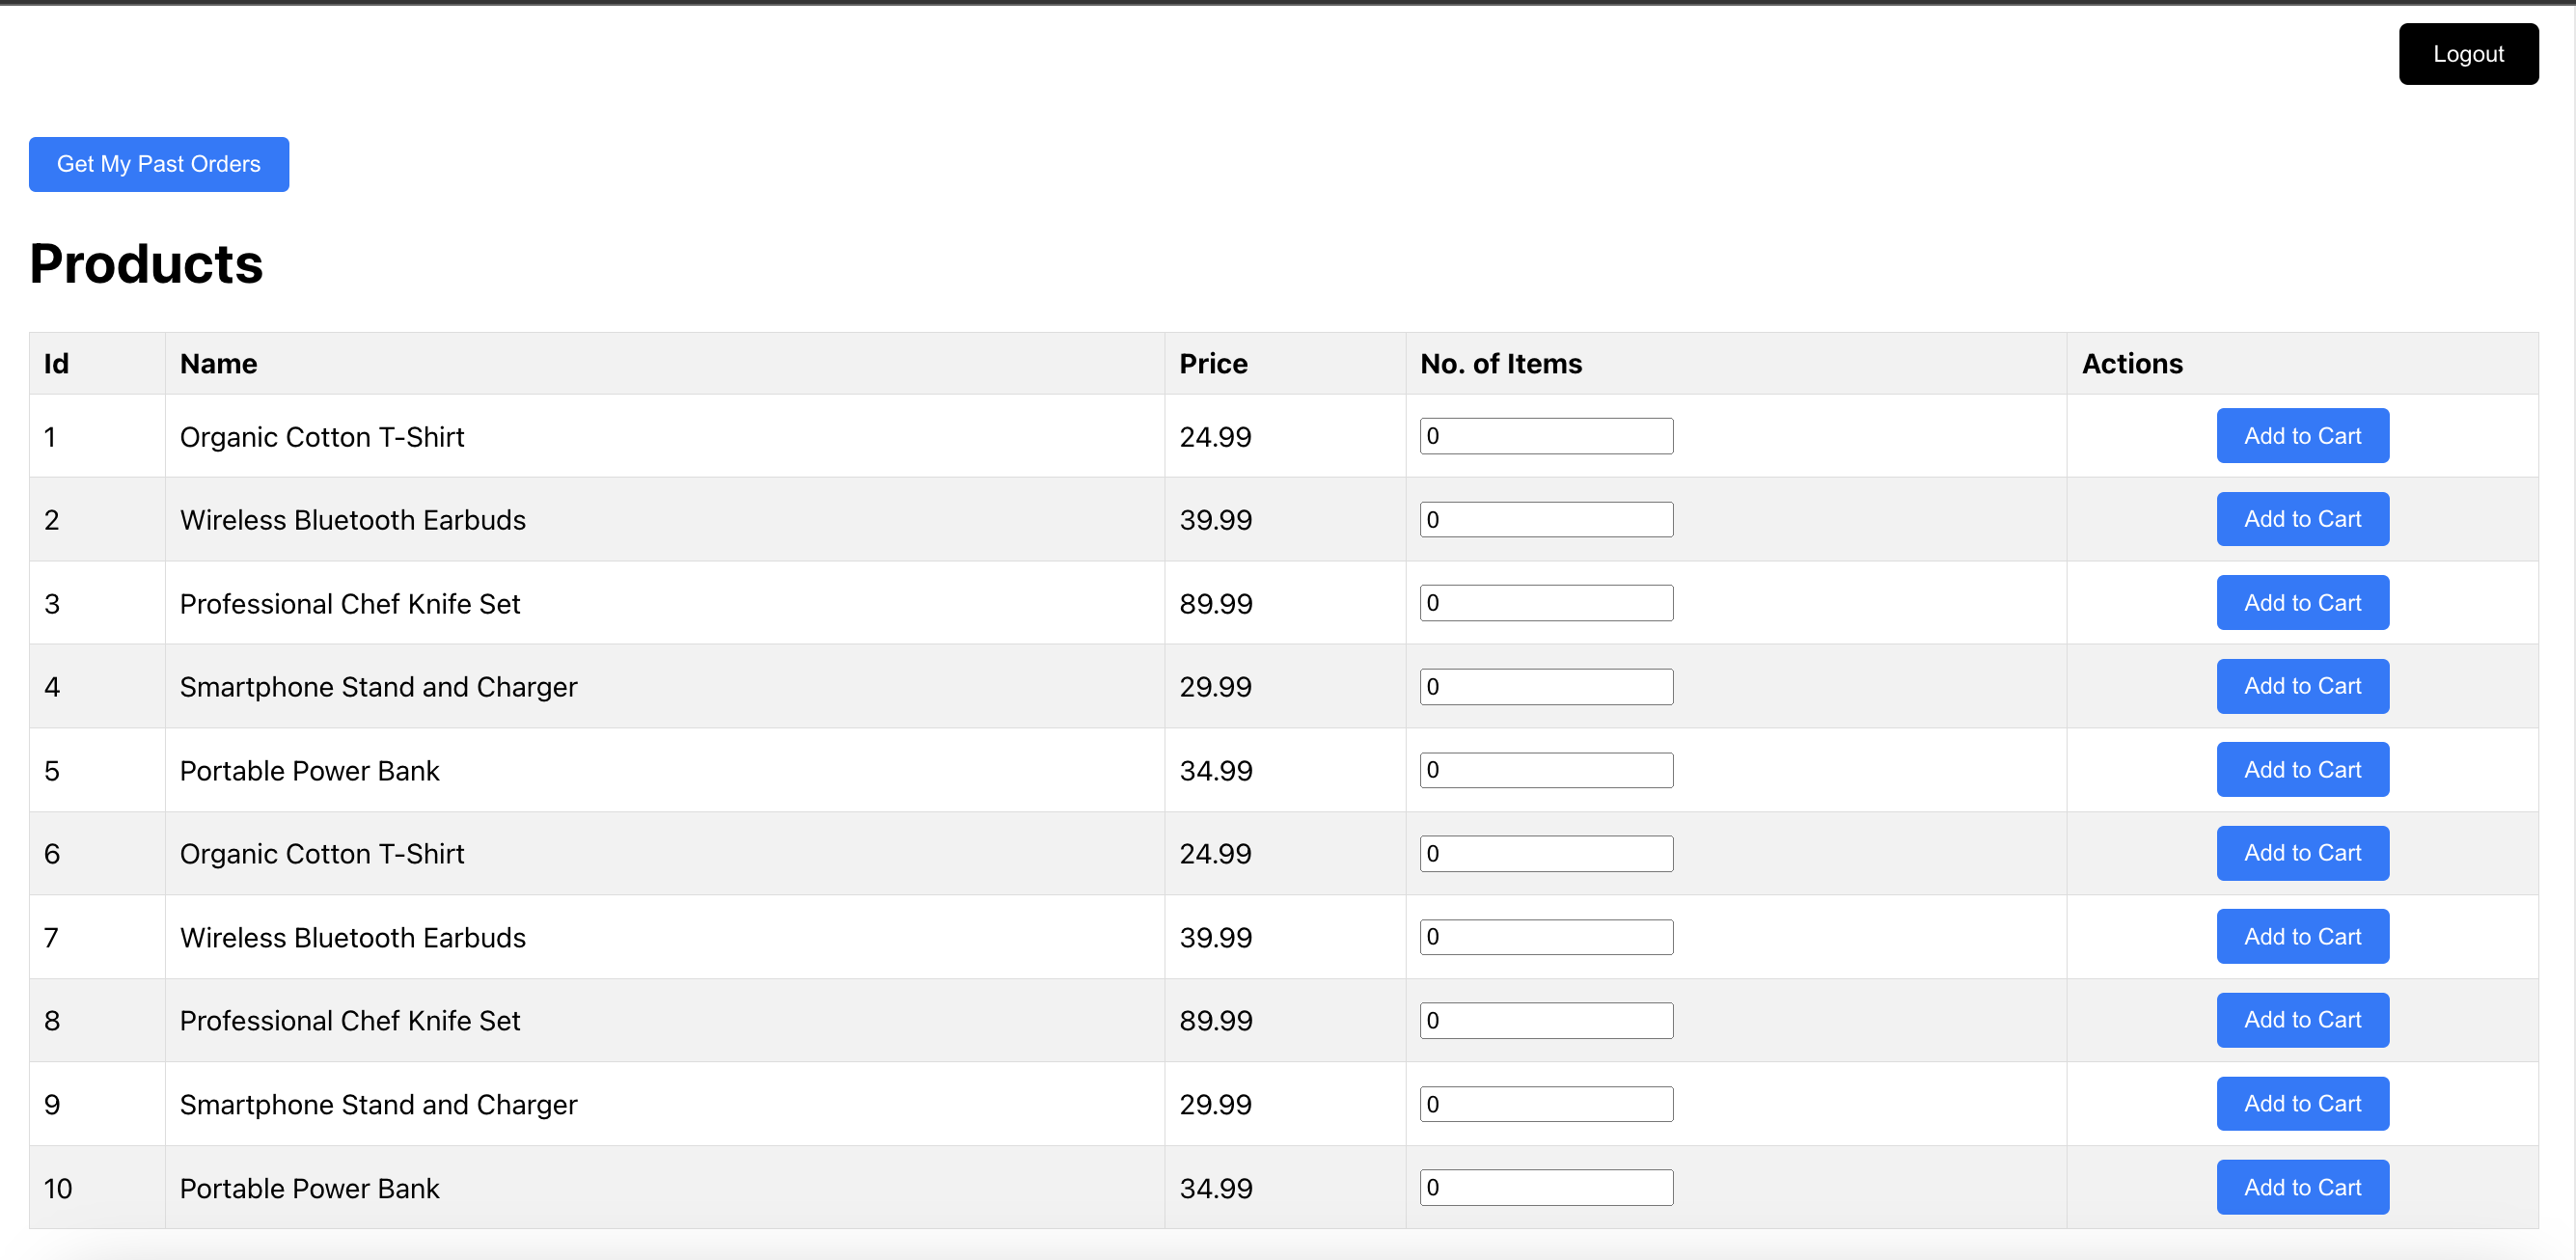 Logout
Get My Past Orders
Products
Id Name Price No. of Items Actions
1 Organic Cotton T-Shirt 24.99 0 Add to Cart
2 Wireless Bluetooth Earbuds 39.99 0 Add to Cart
3 Professional Chef Knife Set 89.99 0 Add to Cart
4 Smartphone Stand and Charger 29.99 0 Add to Cart
5 Portable Power Bank 34.99 0 Add to Cart
6 Organic Cotton T-Shirt 24.99 0 Add to Cart
7 Wireless Bluetooth Earbuds 39.99 0 Add to Cart
8 Professional Chef Knife Set 89.99 0 Add to Cart
9 Smartphone Stand and Charger 29.99 0 Add to Cart
10 Portable Power Bank 34.99 0 Add to Cart